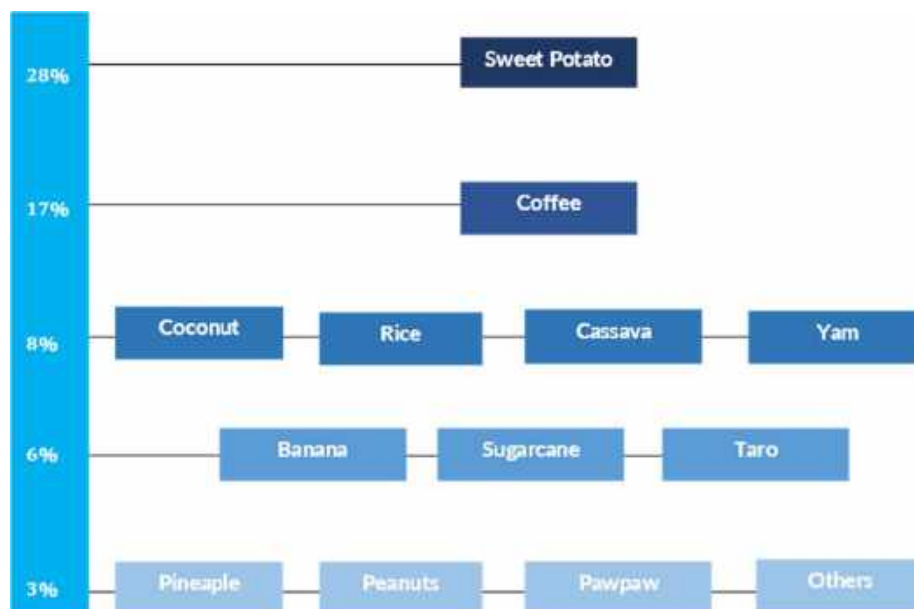 28% Sweet Potato
17% Coffee
8% Coconut Rice Cassava Yam
6% Banana Sugarcane Taro
3% Pineaple Peanuts Pawpaw Others